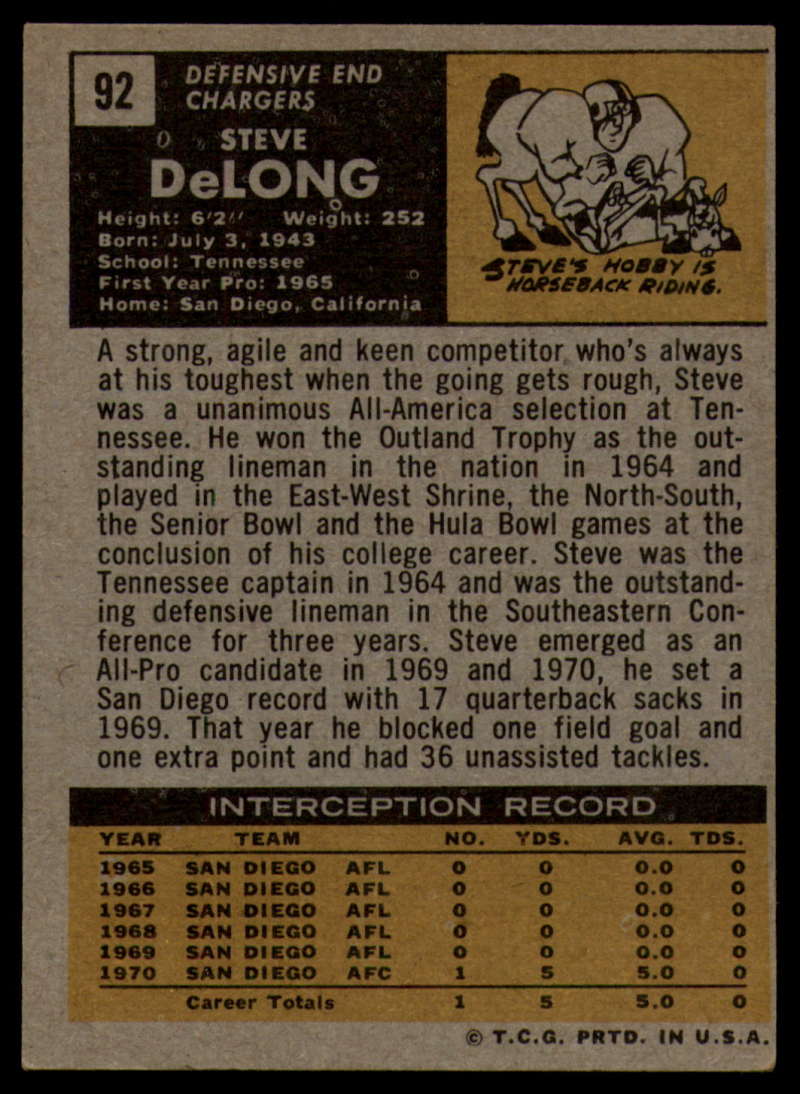 92
DEFENSIVE END
CHARGERS
STEVE
DeLONG
Height: 6'2" Weight: 252
Born: July 3, 1943
School: Tennessee
First Year Pro: 1965
Home: San Diego, California
STEVE'S HOBBY IS
HORSEBACK RIDING.
A strong, agile and keen competitor who's always
at his toughest when the going gets rough, Steve
was a unanimous All-America selection at Ten-
nessee. He won the Outland Trophy as the out-
standing lineman in the nation in 1964 and
played in the East-West Shrine, the North-South,
the Senior Bowl and the Hula Bowl games at the
conclusion of his college career. Steve was the
Tennessee captain in 1964 and was the outstand-
ing defensive lineman in the Southeastern Con-
ference for three years. Steve emerged as an
All-Pro candidate in 1969 and 1970, he set a
San Diego record with 17 quarterback sacks in
1969. That year he blocked one field goal and
one extra point and had 36 unassisted tackles.
INTERCEPTION RECORD
YEAR TEAM NO. YDS. AVG. TDS.
1965 SAN DIEGO AFL 0 0 0.0 0
1966 SAN DIEGO AFL 0 0 0.0 0
1967 SAN DIEGO AFL 0 0 0.0 0
1968 SAN DIEGO AFL 0 0 0.0 0
1969 SAN DIEGO AFL 0 0 0.0 0
1970 SAN DIEGO AFC 1 5 5.0 0
Career Totals 1 5 5.0 0
© T.C.G. PRTD. IN U.S.A.